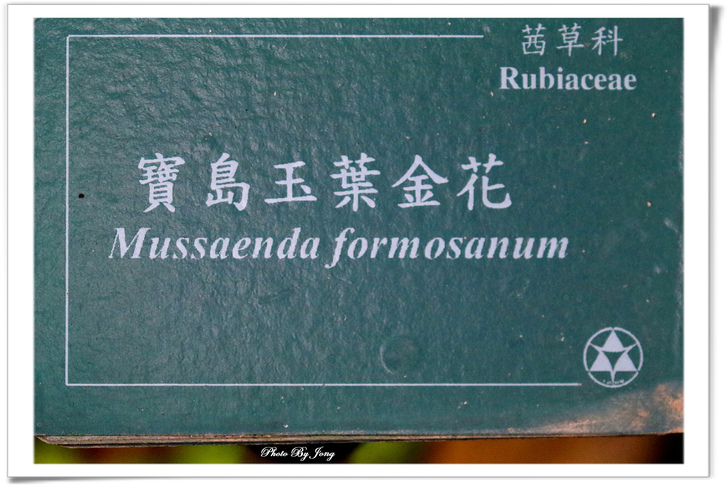 茜草科
Rubiaceae
寶島玉葉金花
Mussaenda formosanum
Photo By Jong